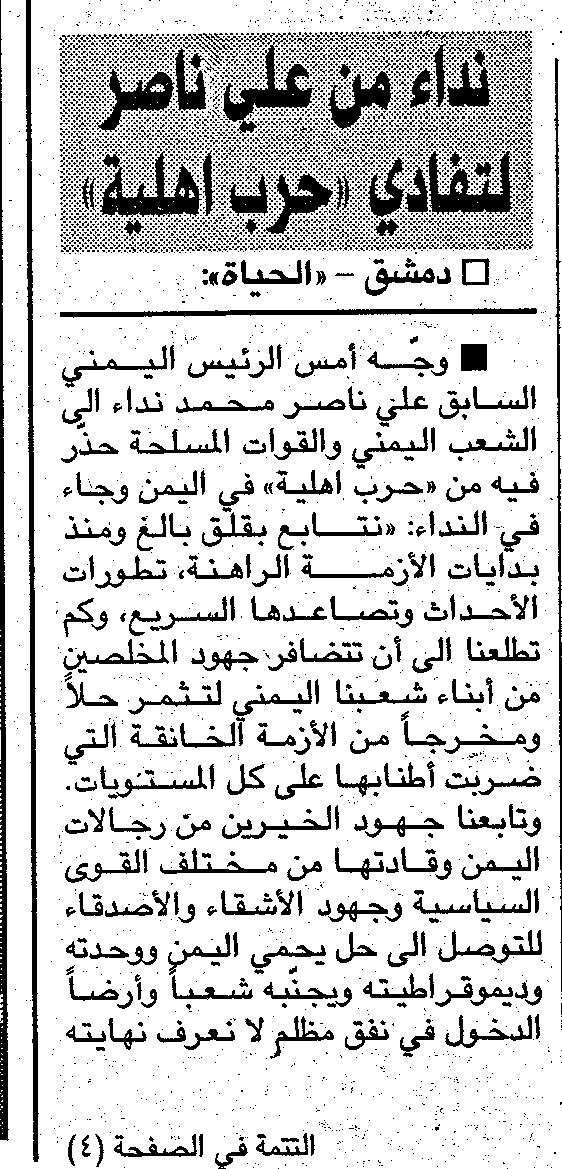 نداء من علي ناصر
لتفادي «حرب اهلية»
□ دمشق – «الحياة»:
■ وجّه أمس الرئيس اليمني
السابق علي ناصر محمد نداء الى
الشعب اليمني والقوات المسلحة حذّر
فيه من «حرب اهلية» في اليمن وجاء
في النداء: «نتابع بقلق بالغ ومنذ
بدايات الأزمة الراهنة، تطورات
الأحداث وتصاعدها السريع، وكم
تطلعنا الى أن تتضافر جهود المخلصين
من أبناء شعبنا اليمني لتثمر حلاً
ومخرجاً من الأزمة الخانقة التي
ضربت أطنابها على كل المستويات.
وتابعنا جهود الخيرين من رجالات
اليمن وقادتها من مختلف القوى
السياسية وجهود الأشقاء والأصدقاء
للتوصل الى حل يحمي اليمن ووحدته
وديموقراطيته ويجنّبه شعباً وأرضاً
الدخول في نفق مظلم لا نعرف نهايته
التتمة في الصفحة (٤)